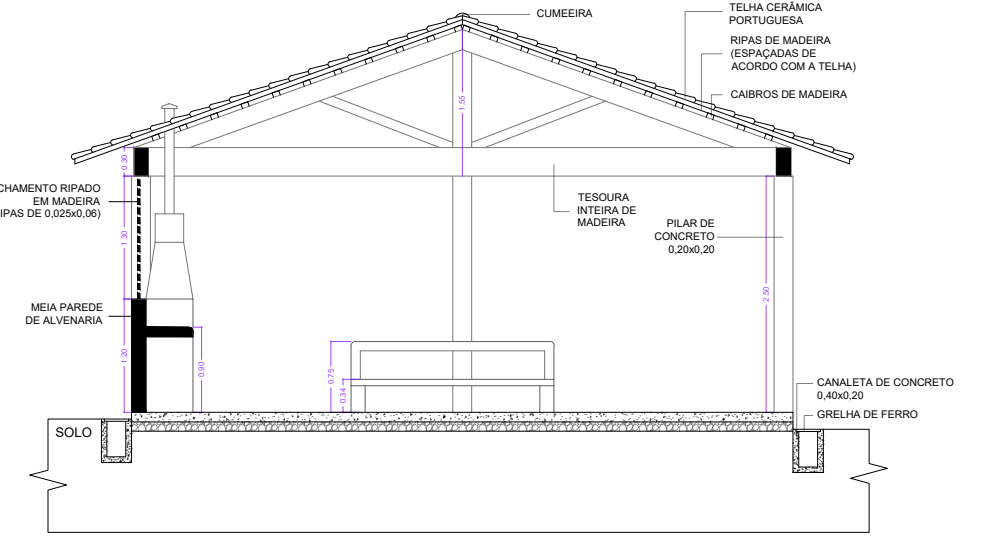 CUMEEIRA
TELHA CERÂMICA
PORTUGUESA
RIPAS DE MADEIRA
(ESPAÇADAS DE
ACORDO COM A TELHA)
CAIBROS DE MADEIRA
1.55
0.30
CHAMENTO RIPADO
EM MADEIRA
IPAS DE 0,025x0,06)
1.30
TESOURA
INTEIRA DE
MADEIRA
PILAR DE
CONCRETO
0,20x0,20
2.50
MEIA PAREDE
DE ALVENARIA
1.20
0.90
0.75
0.34
CANALETA DE CONCRETO
0,40x0,20
GRELHA DE FERRO
SOLO